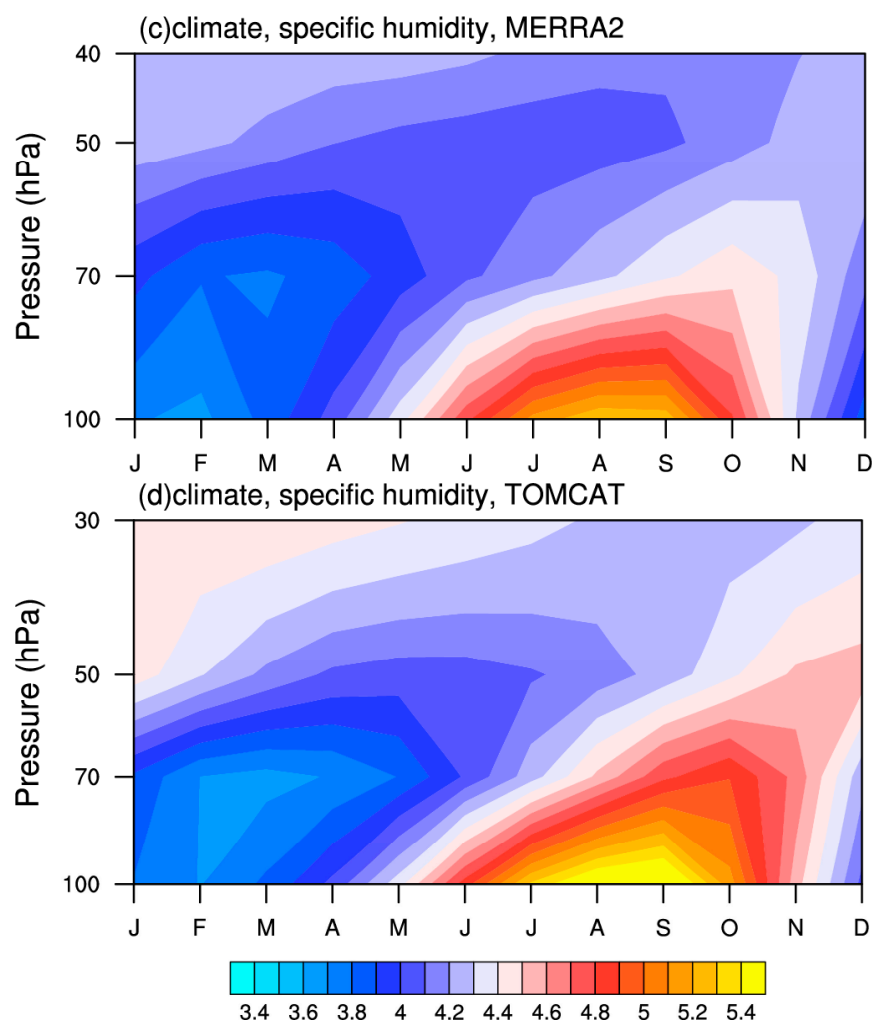 (c)climate, specific humidity, MERRA2
40
50
70
100
Pressure (hPa)
J F M A M J J A S O N D
(d)climate, specific humidity, TOMCAT
30
50
70
100
Pressure (hPa)
J F M A M J J A S O N D
3.4 3.6 3.8 4 4.2 4.4 4.6 4.8 5 5.2 5.4